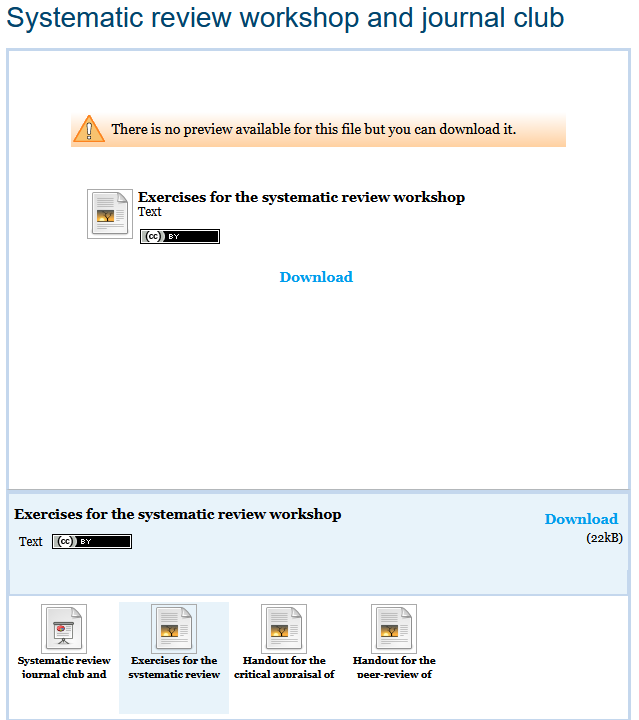 Systematic review workshop and journal club
There is no preview available for this file but you can download it.
Exercises for the systematic review workshop
Text
(cc) BY
Download
Exercises for the systematic review workshop
Download
Text (cc) BY
(22kB)
Systematic review
journal club and
Exercises for the
systematic review
Handout for the
critical appraisal of
Handout for the
peer-review of